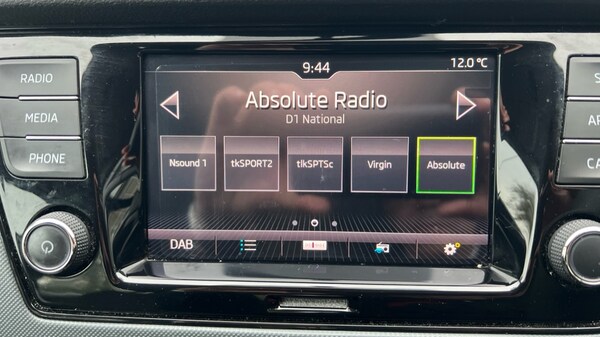 9:44
12.0 °C
Absolute Radio
D1 National
Nsound 1
tkSPORT2
tlkSPTSc
Virgin
Absolute
DAB
RADIO
MEDIA
PHONE